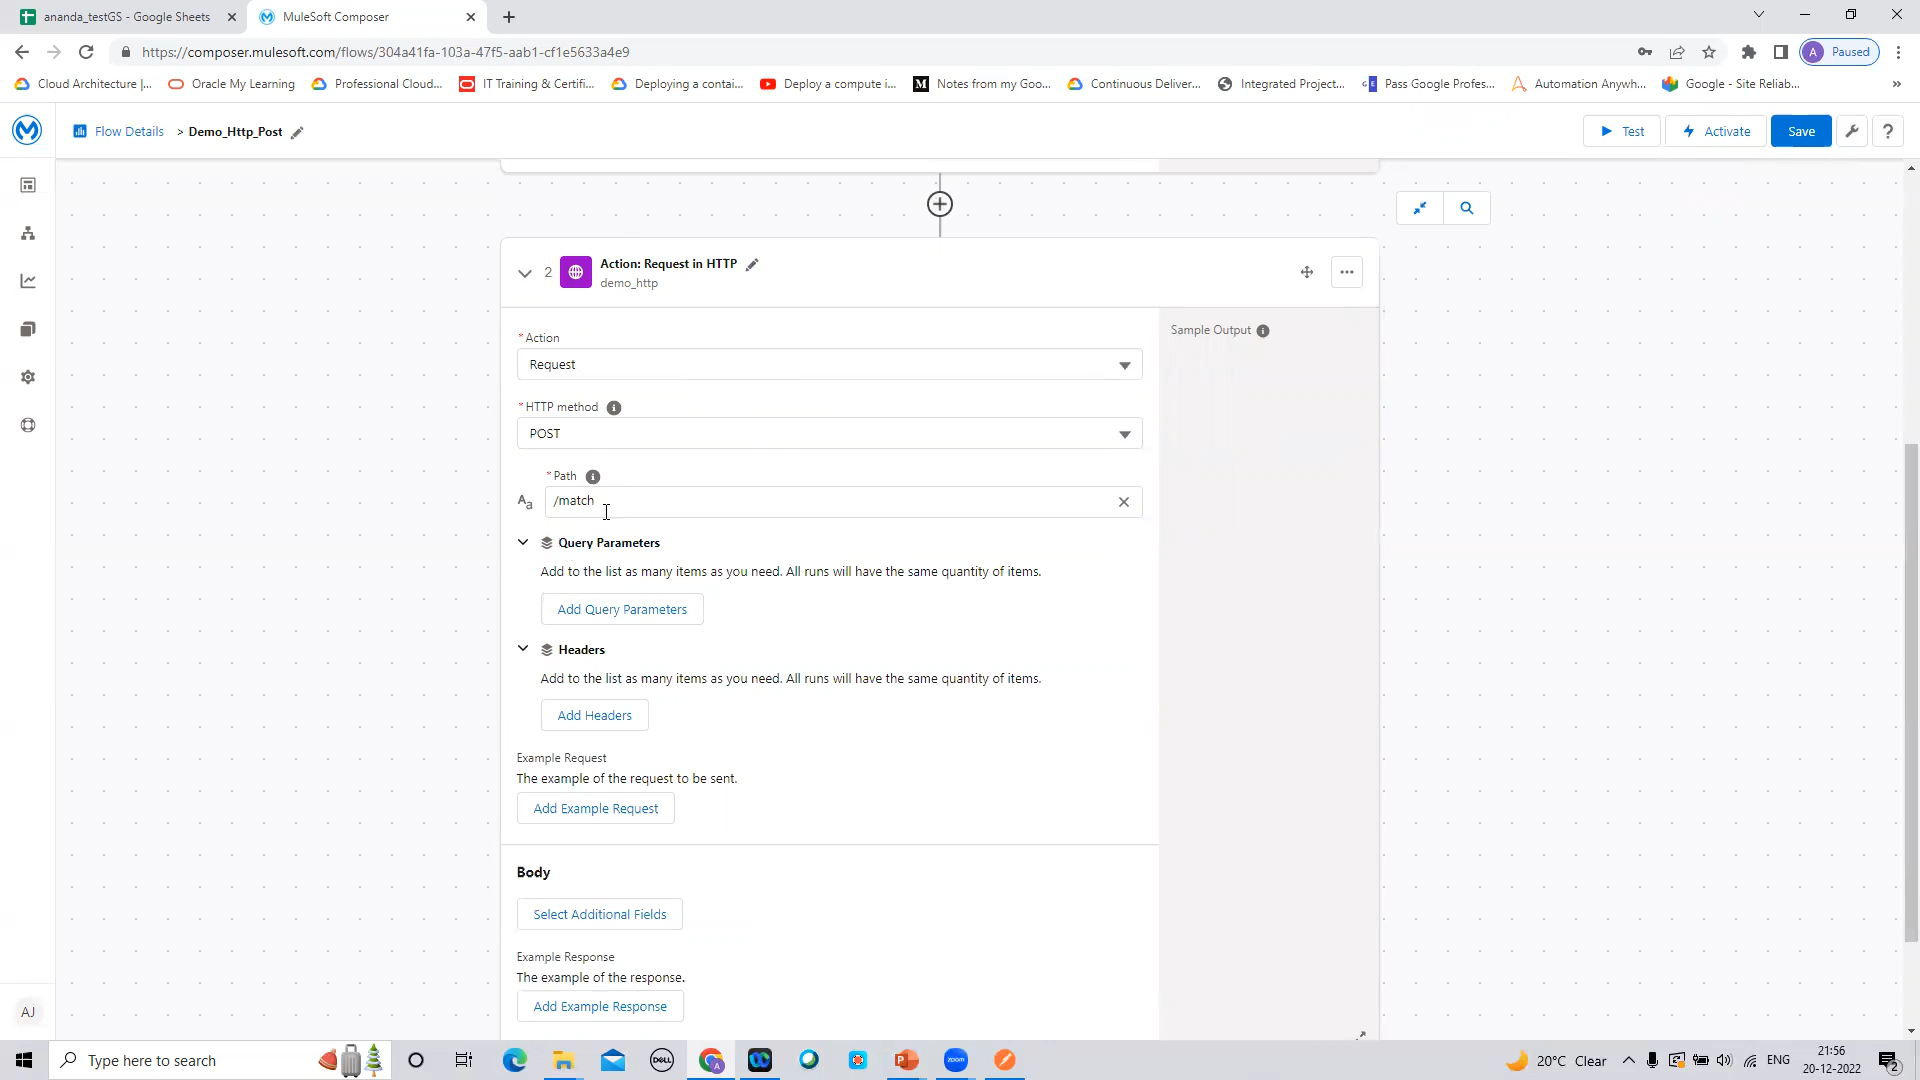 ananda_testGS - Google Sheets
MuleSoft Composer
https://composer.mulesoft.com/flows/304a41fa-103a-47f5-aab1-cf1e5633a4e9
A Paused
Cloud Architecture |...
Oracle My Learning
Professional Cloud...
IT Training & Certifi...
Deploying a contai...
Deploy a compute i...
Notes from my Goo...
Continuous Deliver...
Integrated Project...
Pass Google Profes...
Automation Anywh...
Google - Site Reliab...
Flow Details > Demo_Http_Post
Test
Activate
Save
?
2
Action: Request in HTTP
demo_http
* Action
Request
Sample Output
* HTTP method
POST
* Path
Aa
/match
Query Parameters
Add to the list as many items as you need. All runs will have the same quantity of items.
Add Query Parameters
Headers
Add to the list as many items as you need. All runs will have the same quantity of items.
Add Headers
Example Request
The example of the request to be sent.
Add Example Request
Body
Select Additional Fields
Example Response
The example of the response.
Add Example Response
AJ
Type here to search
DELL
zoom
20°C Clear
ENG
21:56
20-12-2022
2